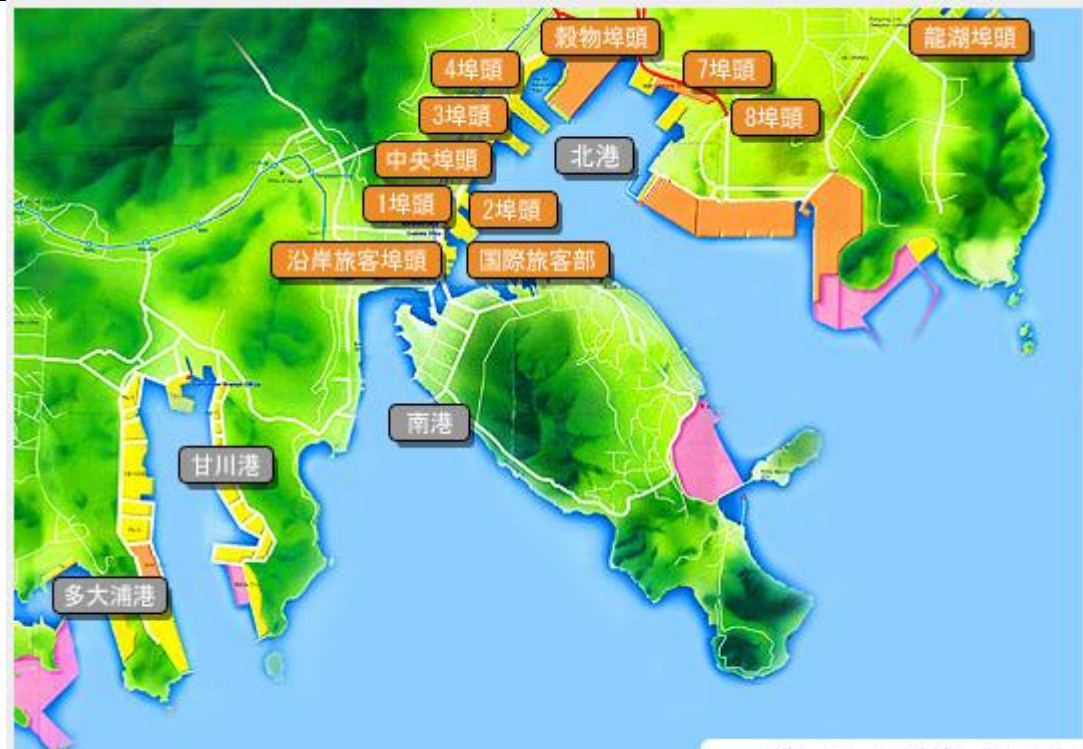 穀物埠頭
龍湖埠頭
4埠頭
7埠頭
3埠頭
8埠頭
中央埠頭
北港
1埠頭
2埠頭
沿岸旅客埠頭
国際旅客部
南港
甘川港
多大浦港